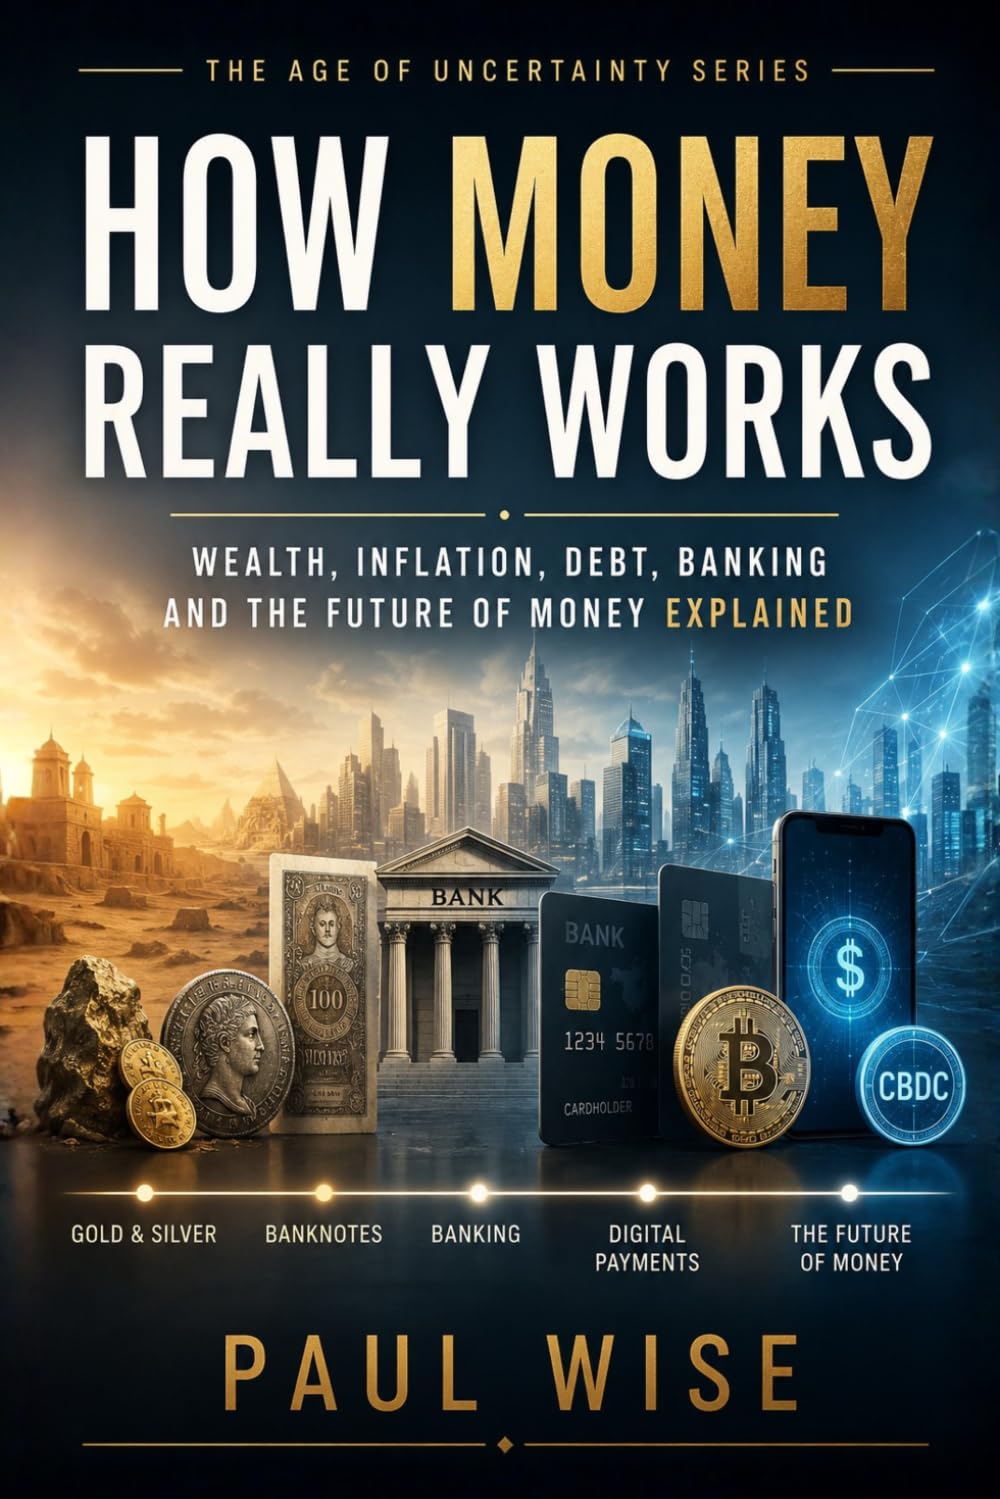 THE AGE OF UNCERTAINTY SERIES
HOW MONEY
REALLY WORKS
WEALTH, INFLATION, DEBT, BANKING
AND THE FUTURE OF MONEY EXPLAINED
BANK
100
BANK
1234 5678
CARDHOLDER
$
CBDC
GOLD & SILVER
BANKNOTES
BANKING
DIGITAL
PAYMENTS
THE FUTURE
OF MONEY
PAUL WISE